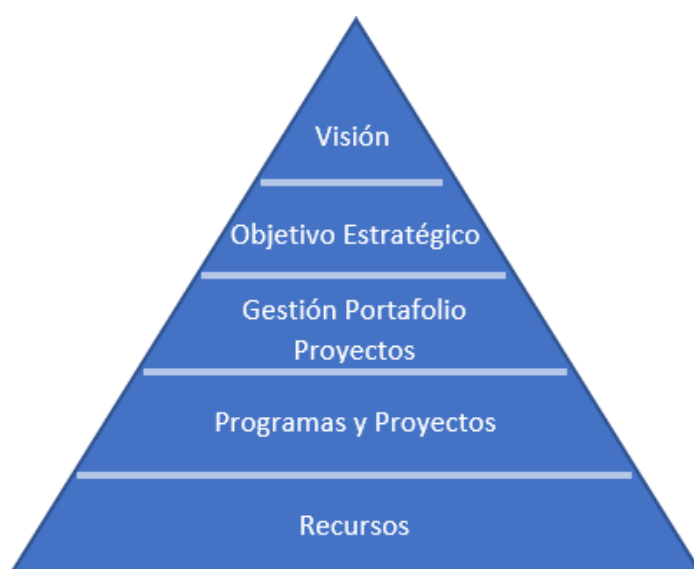 Visión
Objetivo Estratégico
Gestión Portafolio
Proyectos
Programas y Proyectos
Recursos